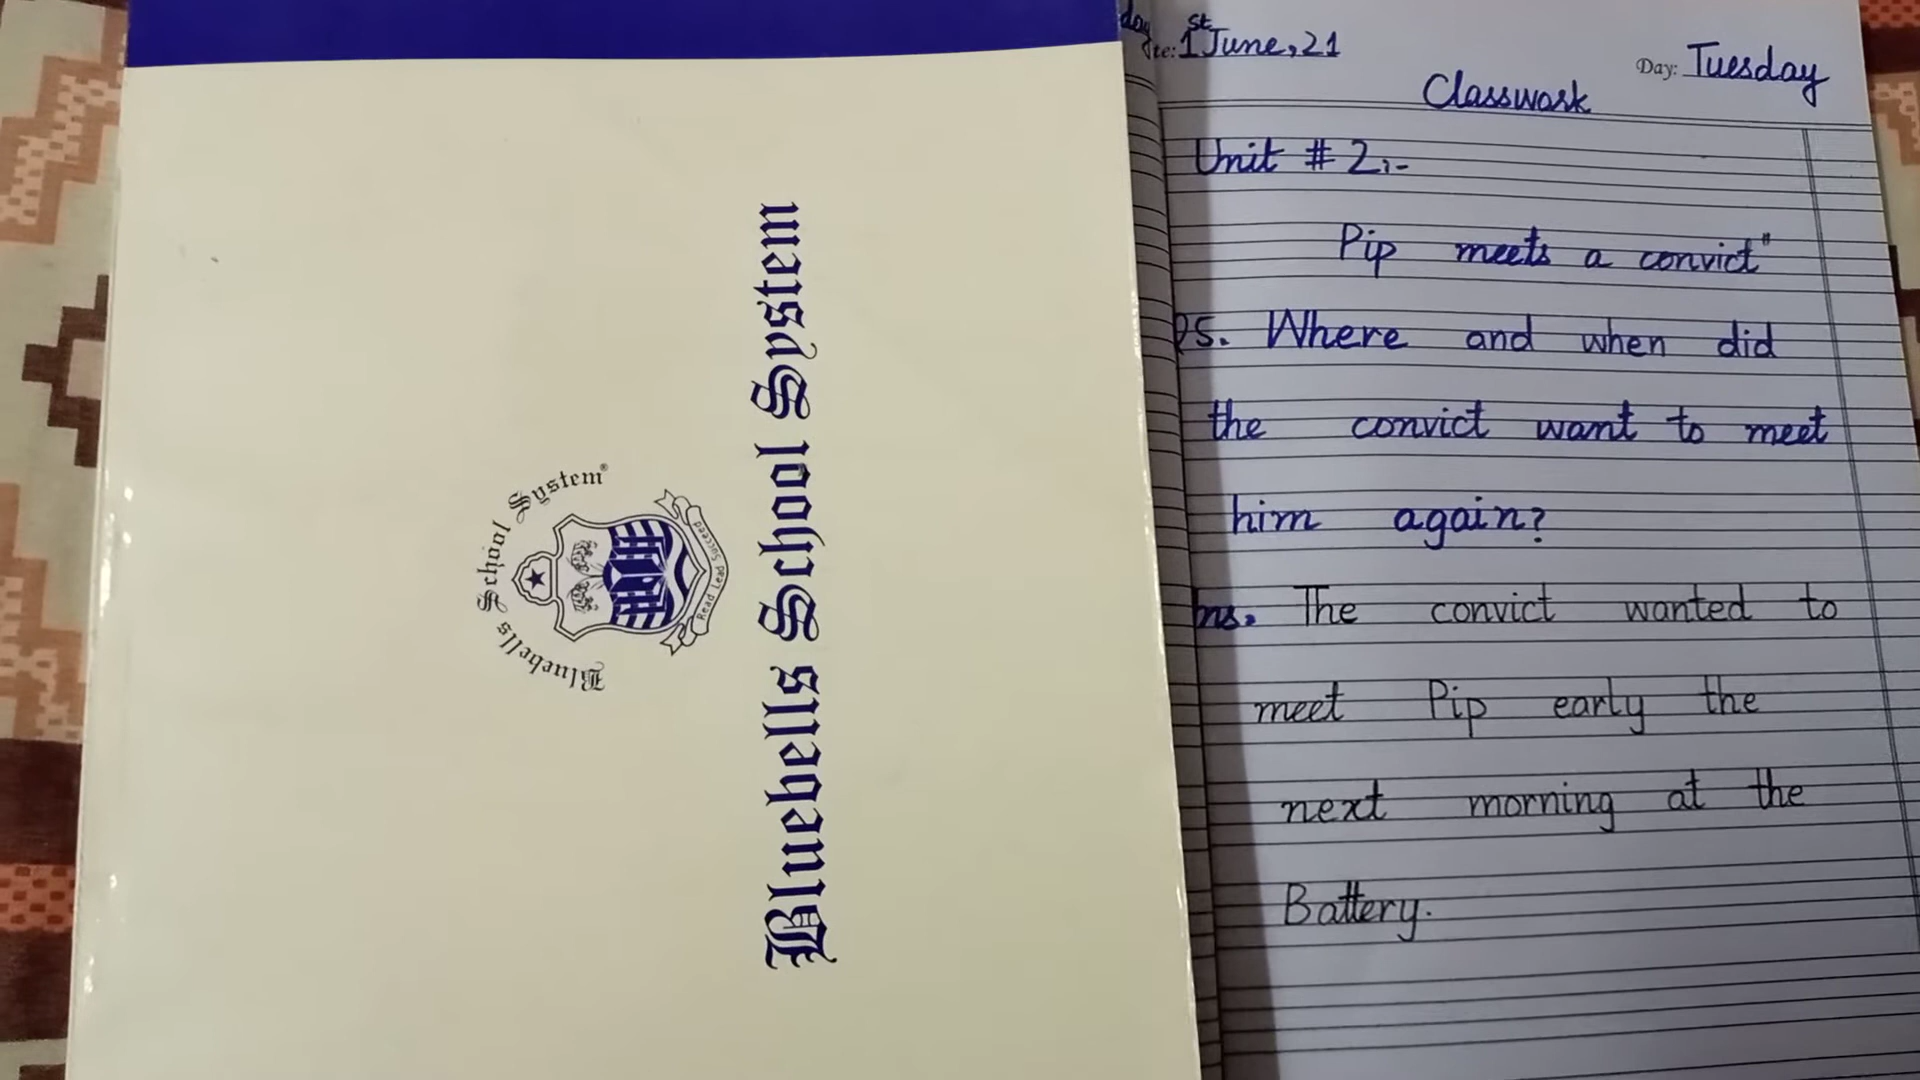 Bluebells School System
Bluebells School System®
Read Lead Succeed
1st June, 21
Day: Tuesday
Classwork
Unit # 2:-
Pip meets a convict"
5. Where and when did
the convict want to meet
him again?
ns. The convict wanted to
meet Pip early the
next morning at the
Battery.